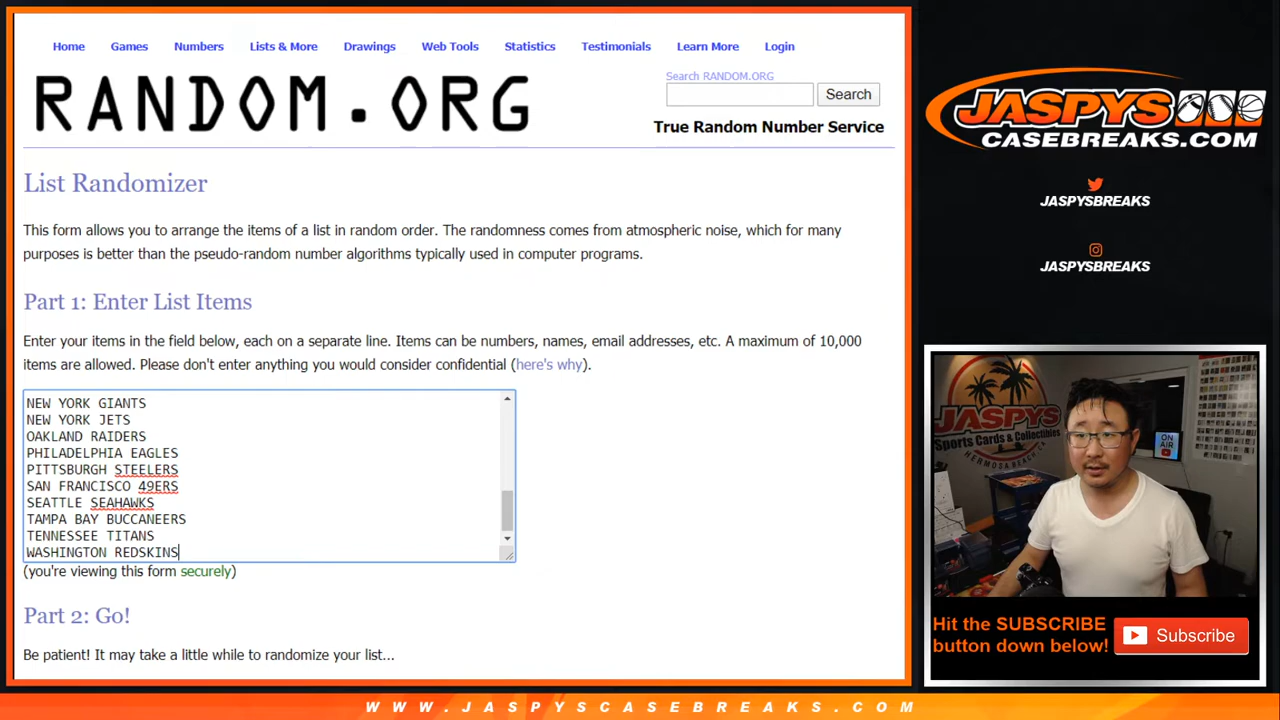 Home Games Numbers Lists & More Drawings Web Tools Statistics Testimonials Learn More Login
RANDOM.ORG
Search RANDOM.ORG
Search
True Random Number Service
List Randomizer
This form allows you to arrange the items of a list in random order. The randomness comes from atmospheric noise, which for many
purposes is better than the pseudo-random number algorithms typically used in computer programs.
Part 1: Enter List Items
Enter your items in the field below, each on a separate line. Items can be numbers, names, email addresses, etc. A maximum of 10,000
items are allowed. Please don't enter anything you would consider confidential (here's why).
NEW YORK GIANTS
NEW YORK JETS
OAKLAND RAIDERS
PHILADELPHIA EAGLES
PITTSBURGH STEELERS
SAN FRANCISCO 49ERS
SEATTLE SEAHAWKS
TAMPA BAY BUCCANEERS
TENNESSEE TITANS
WASHINGTON REDSKINS
(you're viewing this form securely)
Part 2: Go!
Be patient! It may take a little while to randomize your list...
JASPYS
CASEBREAKS.COM
JASPYSBREAKS
JASPYSBREAKS
JASPYS
Sports Cards & Collectibles
HERMOSA BEACH
ON AIR
Hit the SUBSCRIBE
button down below!
Subscribe
WWW.JASPYSCASEBREAKS.COM